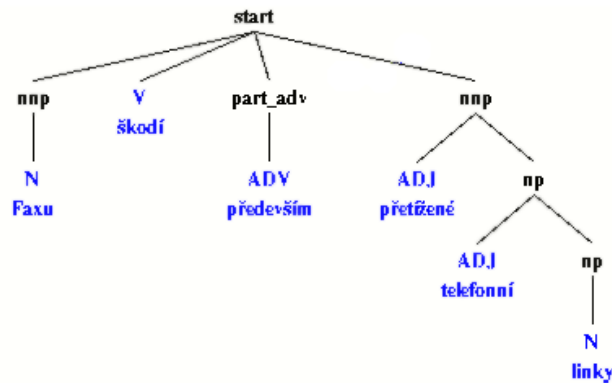 start
nnp V part_adv nnp
škodí
N ADV ADJ np
Faxu především přetížené
ADJ np
telefonní
N
linky